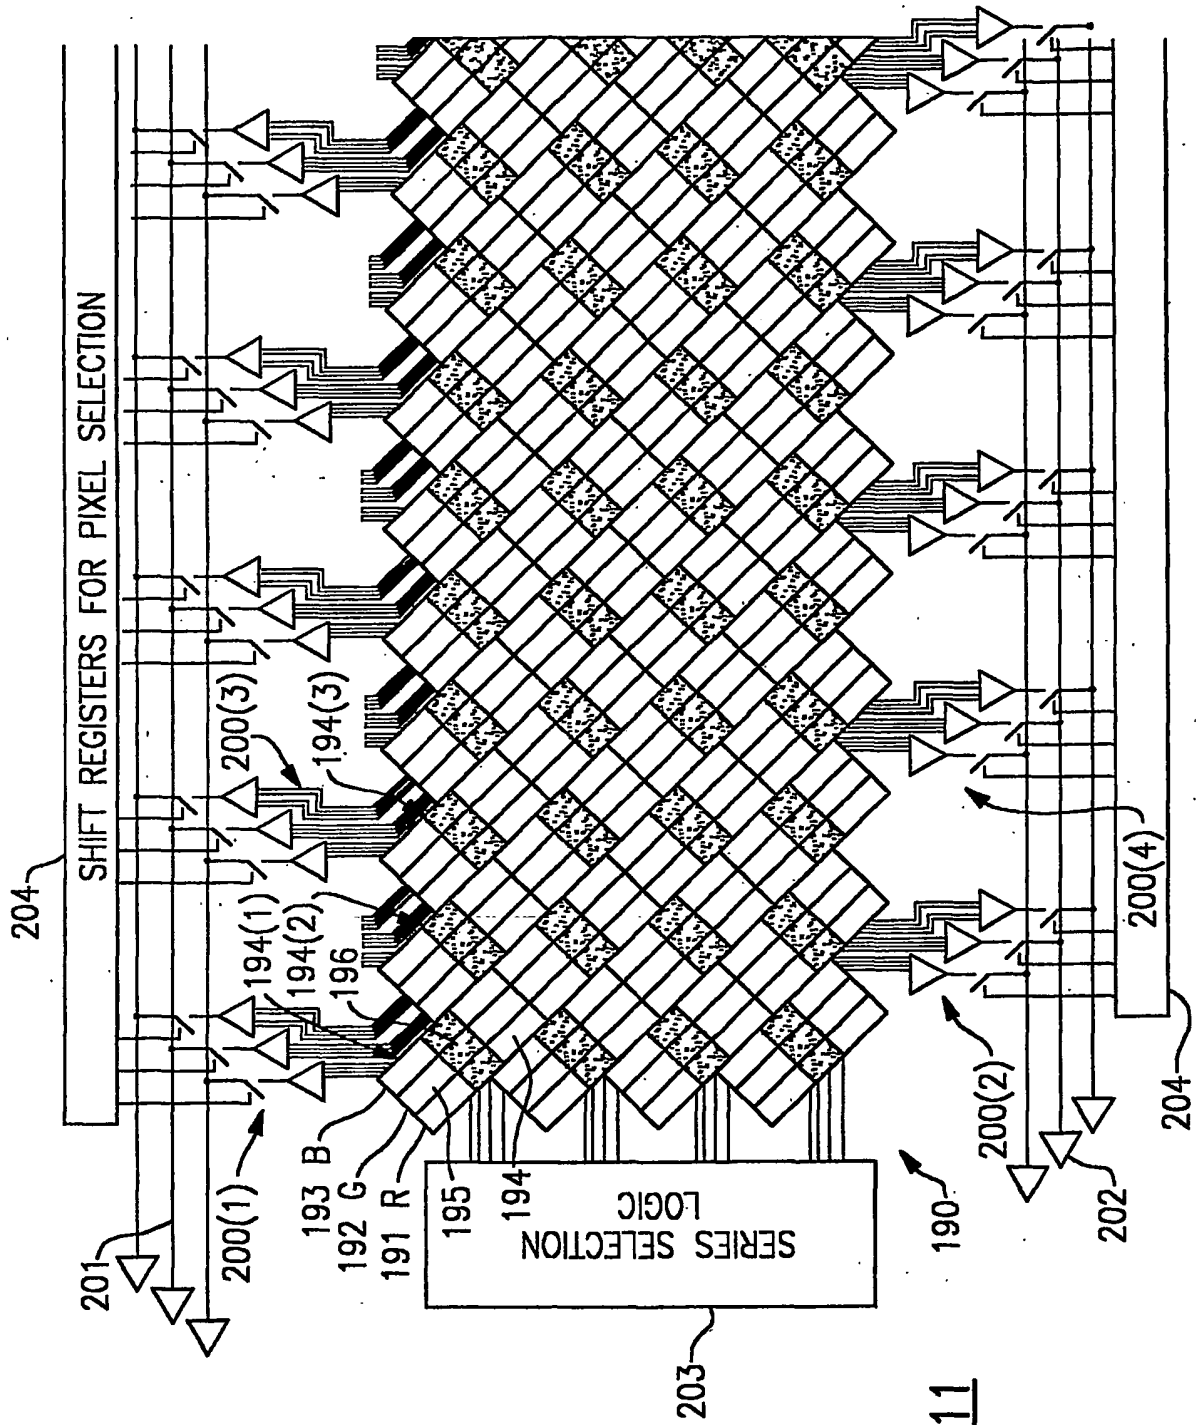 204
SHIFT REGISTERS FOR PIXEL SELECTION
201
200(1)
193 B
192 G
191 R
195
194
194(1)
194(2)
196
200(3)
194(3)
203
SERIES SELECTION
LOGIC
190
200(2)
202
200(4)
204
11